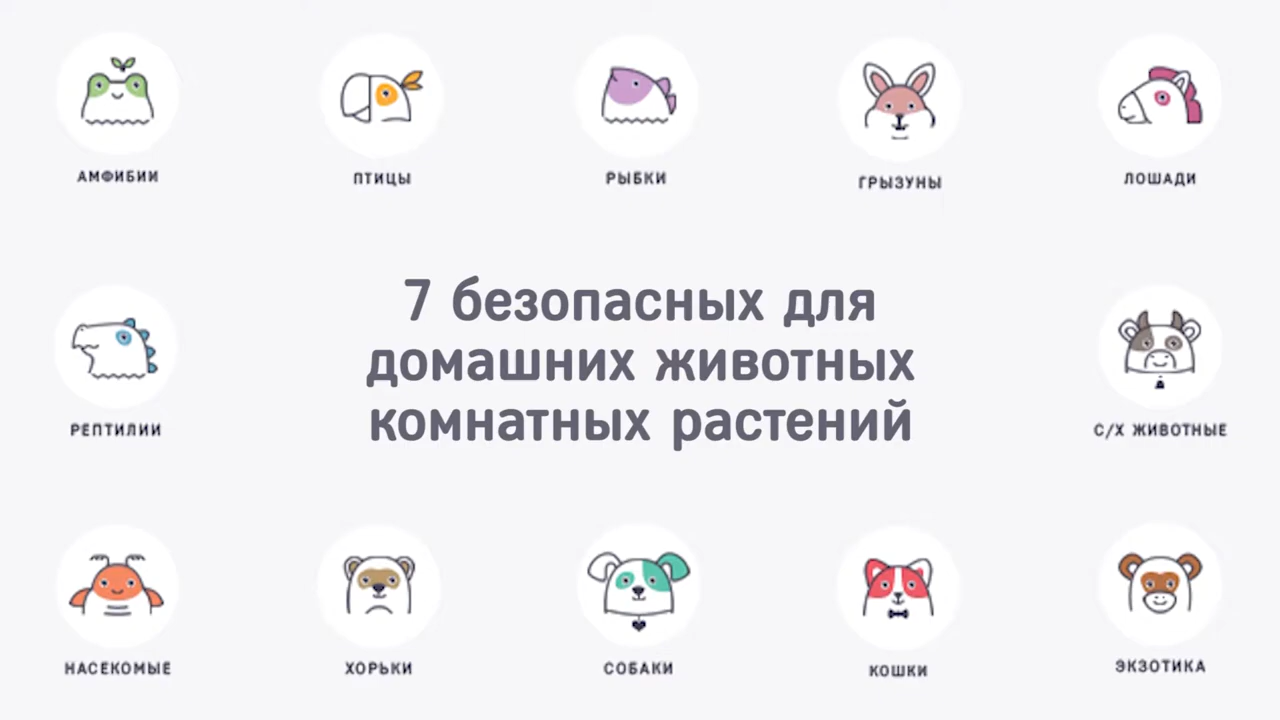 АМФИБИИ
ПТИЦЫ
РЫБКИ
ГРЫЗУНЫ
ЛОШАДИ
7 безопасных для
домашних животных
комнатных растений
РЕПТИЛИИ
С/Х ЖИВОТНЫЕ
НАСЕКОМЫЕ
ХОРЬКИ
СОБАКИ
КОШКИ
ЭКЗОТИКА